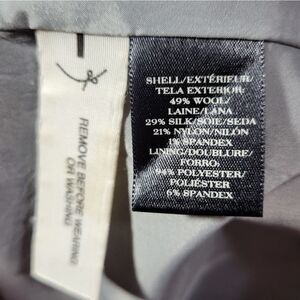 REMOVE BEFORE WEARING
OR WASHING
SHELL/EXTÉRIEUR/
TELA EXTERIOR:
49% WOOL/
LAINE/LANA
29% SILK/SOIE/SEDA
21% NYLON/NILÓN
1% SPANDEX
LINING/DOUBLURE/
FORRO:
94% POLYESTER/
POLIÉSTER
6% SPANDEX